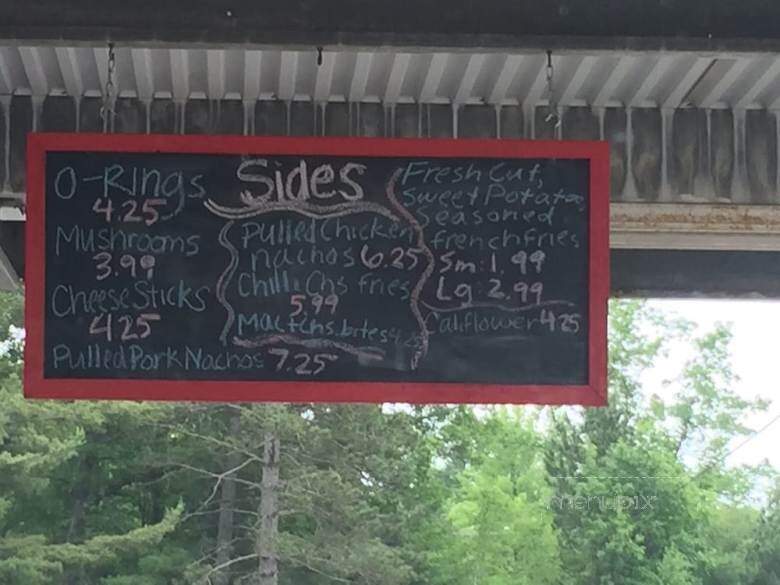 Sides
O-Rings
4.25
Mushrooms
3.99
Cheese Sticks
4.25
Pulled Pork Nachos 7.25
Pulled Chicken
nachos 6.25
Chili Chs fries
5.99
Mac+chs.bites 4.25
Fresh Cut,
Sweet Potatoe,
Seasoned
french fries
Sm: 1.99
Lg: 2.99
Califlower 4.25
menupix